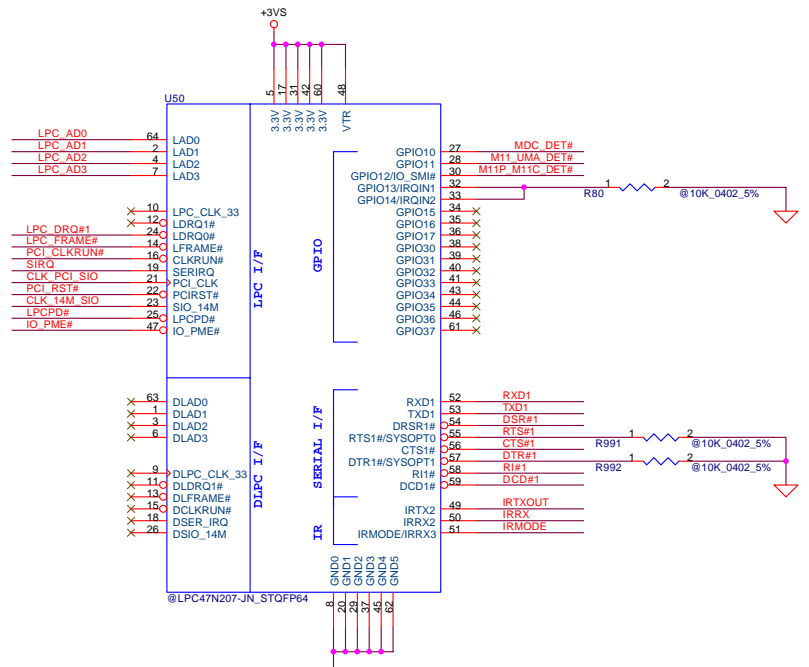 +3VS
U50
5
17
31
42
60
48
3.3V
3.3V
3.3V
3.3V
3.3V
VTR
LPC_AD0 64 LAD0
LPC_AD1 2 LAD1
LPC_AD2 4 LAD2
LPC_AD3 7 LAD3
10 LPC_CLK_33
12 LDRQ1#
LPC_DRQ#1 24 LDRQ0#
LPC_FRAME# 14 LFRAME#
PCI_CLKRUN# 16 CLKRUN#
SIRQ 19 SERIRQ
CLK_PCI_SIO 21 PCI_CLK
PCI_RST# 22 PCIRST#
CLK_14M_SIO 23 SIO_14M
LPCPD# 25 LPCPD#
IO_PME# 47 IO_PME#
LPC I/F
63 DLAD0
1 DLAD1
3 DLAD2
6 DLAD3
9 DLPC_CLK_33
11 DLDRQ1#
13 DLFRAME#
15 DCLKRUN#
18 DSER_IRQ
26 DSIO_14M
DLPC I/F
GPIO
GPIO10 27 MDC_DET#
GPIO11 28 M11_UMA_DET#
GPIO12/IO_SMI# 30 M11P_M11C_DET#
GPIO13/IRQIN1 32
GPIO14/IRQIN2 33
R80 1 2 @10K_0402_5%
GPIO15 34
GPIO16 35
GPIO17 36
GPIO30 38
GPIO31 39
GPIO32 40
GPIO33 41
GPIO34 43
GPIO35 44
GPIO36 46
GPIO37 61
SERIAL I/F
RXD1 52 RXD1
TXD1 53 TXD1
DRSR1# 54 DSR#1
RTS1#/SYSOPT0 55 RTS#1
R991 1 2 @10K_0402_5%
CTS1# 56 CTS#1
DTR1#/SYSOPT1 57 DTR#1
R992 1 2 @10K_0402_5%
RI1# 58 RI#1
DCD1# 59 DCD#1
IR
IRTX2 49 IRTXOUT
IRRX2 50 IRRX
IRMODE/IRRX3 51 IRMODE
GND0
GND1
GND2
GND3
GND4
GND5
8
20
29
37
45
62
@LPC47N207-JN_STQFP64